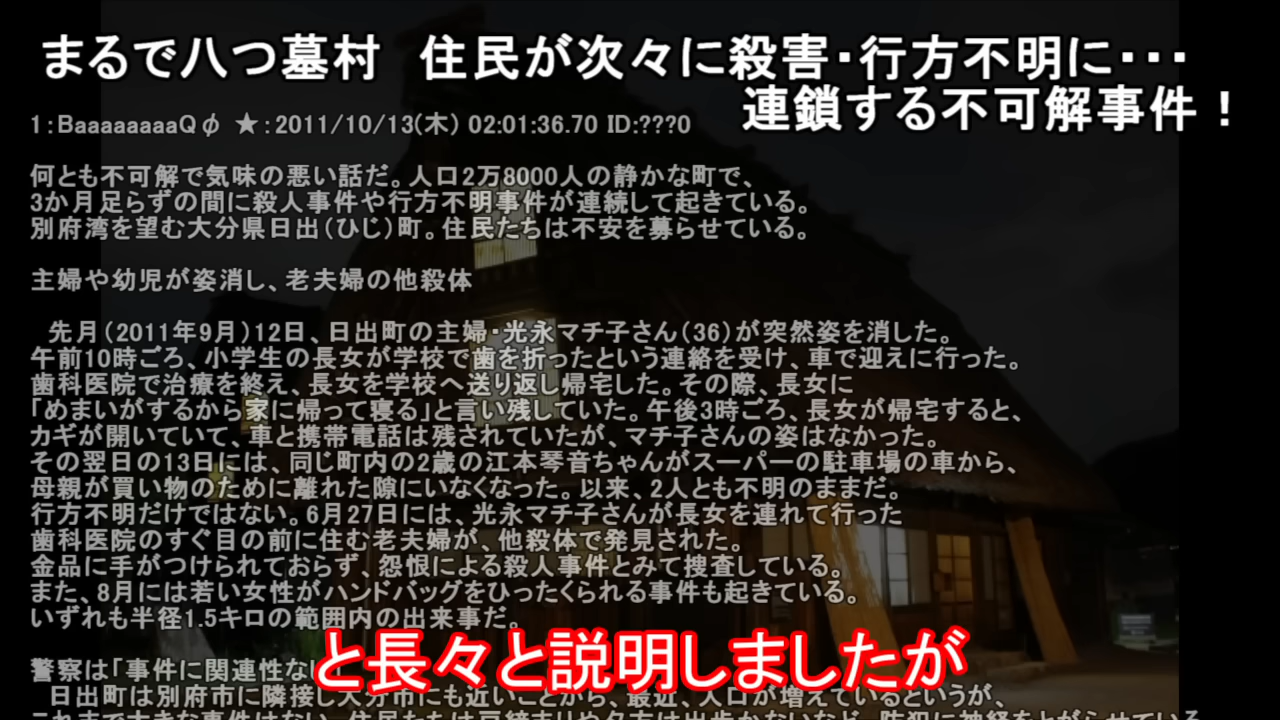 まるで八つ墓村　住民が次々に殺害・行方不明に・・・
連鎖する不可解事件！
1：BaaaaaaaaQφ ★：2011/10/13(木) 02:01:36.70 ID:???0
何とも不可解で気味の悪い話だ。人口2万8000人の静かな町で、
3か月足らずの間に殺人事件や行方不明事件が連続して起きている。
別府湾を望む大分県日出（ひじ）町。住民たちは不安を募らせている。
主婦や幼児が姿消し、老夫婦の他殺体
先月（2011年9月）12日、日出町の主婦・光永マチ子さん（36）が突然姿を消した。
午前10時ごろ、小学生の長女が学校で歯を折ったという連絡を受け、車で迎えに行った。
歯科医院で治療を終え、長女を学校へ送り返し帰宅した。その際、長女に
「めまいがするから家に帰って寝る」と言い残していた。午後3時ごろ、長女が帰宅すると、
カギが開いていて、車と携帯電話は残されていたが、マチ子さんの姿はなかった。
その翌日の13日には、同じ町内の2歳の江本琴音ちゃんがスーパーの駐車場の車から、
母親が買い物のために離れた隙にいなくなった。以来、2人とも不明のままだ。
行方不明だけではない。6月27日には、光永マチ子さんが長女を連れて行った
歯科医院のすぐ目の前に住む老夫婦が、他殺体で発見された。
金品に手がつけられておらず、怨恨による殺人事件とみて捜査している。
また、8月には若い女性がハンドバッグをひったくられる事件も起きている。
いずれも半径1.5キロの範囲内の出来事だ。
警察は「事件に関連性な
と長々と説明しましたが
日出町は別府市に隣接し大分市にも近いことから、最近、人口が増えているというが、